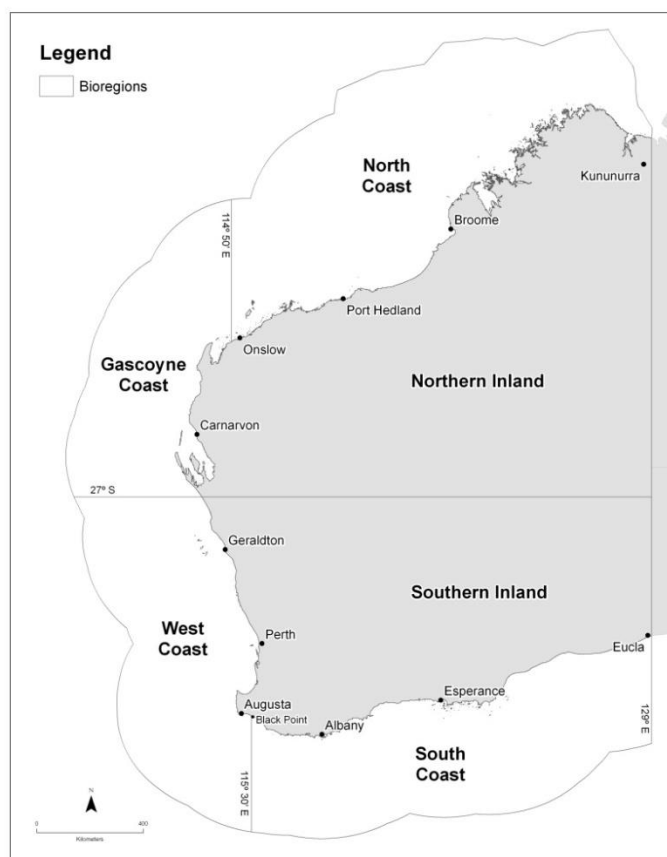 Legend
Bioregions
North
Coast
Kununurra
114° 50' E
Broome
Port Hedland
Onslow
Gascoyne
Coast
Northern Inland
Carnarvon
27° S
Geraldton
Southern Inland
West
Coast
Perth
Eucla
Esperance
Augusta
Black Point
Albany
129° E
South
Coast
115° 30' E
N
0 400
Kilometers